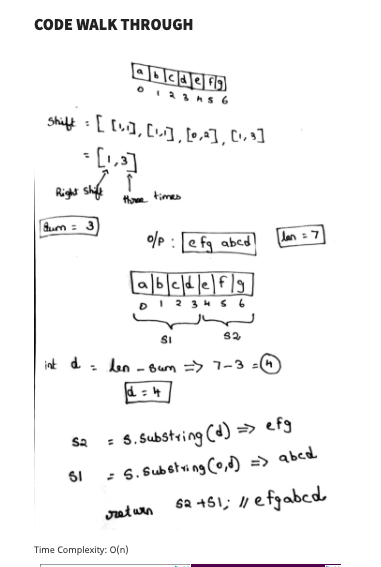 CODE WALK THROUGH
a b c d e f g
0 1 2 3 4 5 6
Shift = [ [1,1], [1,1], [0,2], [1,3]
= [1,3]
Right Shift
three times
Sum = 3
o/p : efg abcd
len = 7
a b c d e f g
0 1 2 3 4 5 6
S1 S2
int d = len - sum => 7-3 = 4
d = 4
S2 = S.substring(d) => efg
S1 = S.substring(0,d) => abcd
return S2 + S1; // efgabcd
Time Complexity: O(n)